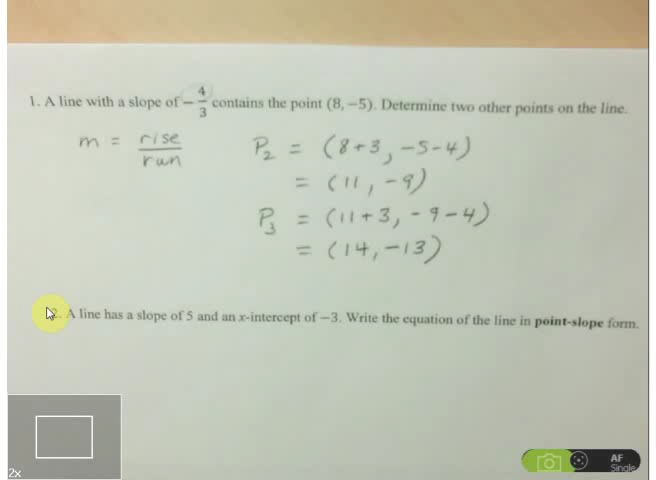 1. A line with a slope of −4/3 contains the point (8, −5). Determine two other points on the line.
m = rise/run
P₂ = (8+3, −5−4)
= (11, −9)
P₃ = (11+3, −9−4)
= (14, −13)
2. A line has a slope of 5 and an x-intercept of −3. Write the equation of the line in point-slope form.
2x
AF
Single